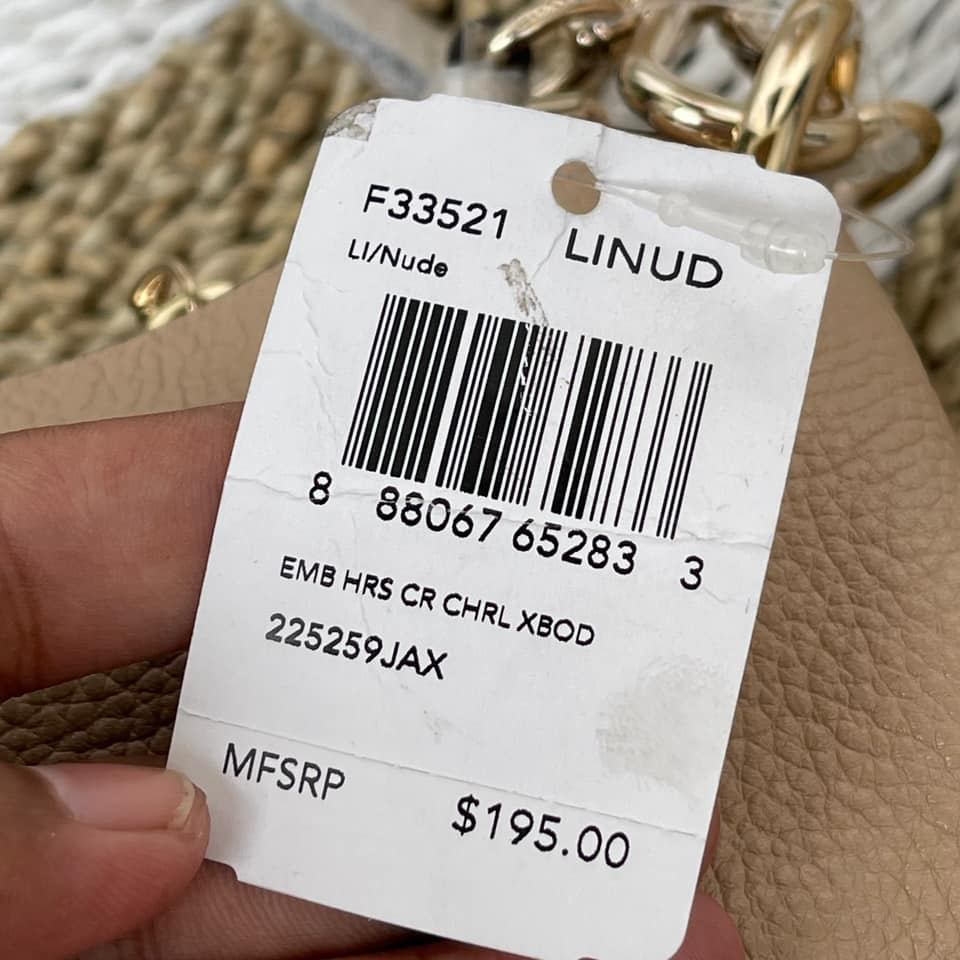 F33521 LINUD
LI/Nude
8 88067 65283 3
EMB HRS CR CHRL XBOD
225259JAX
MFSRP
$195.00